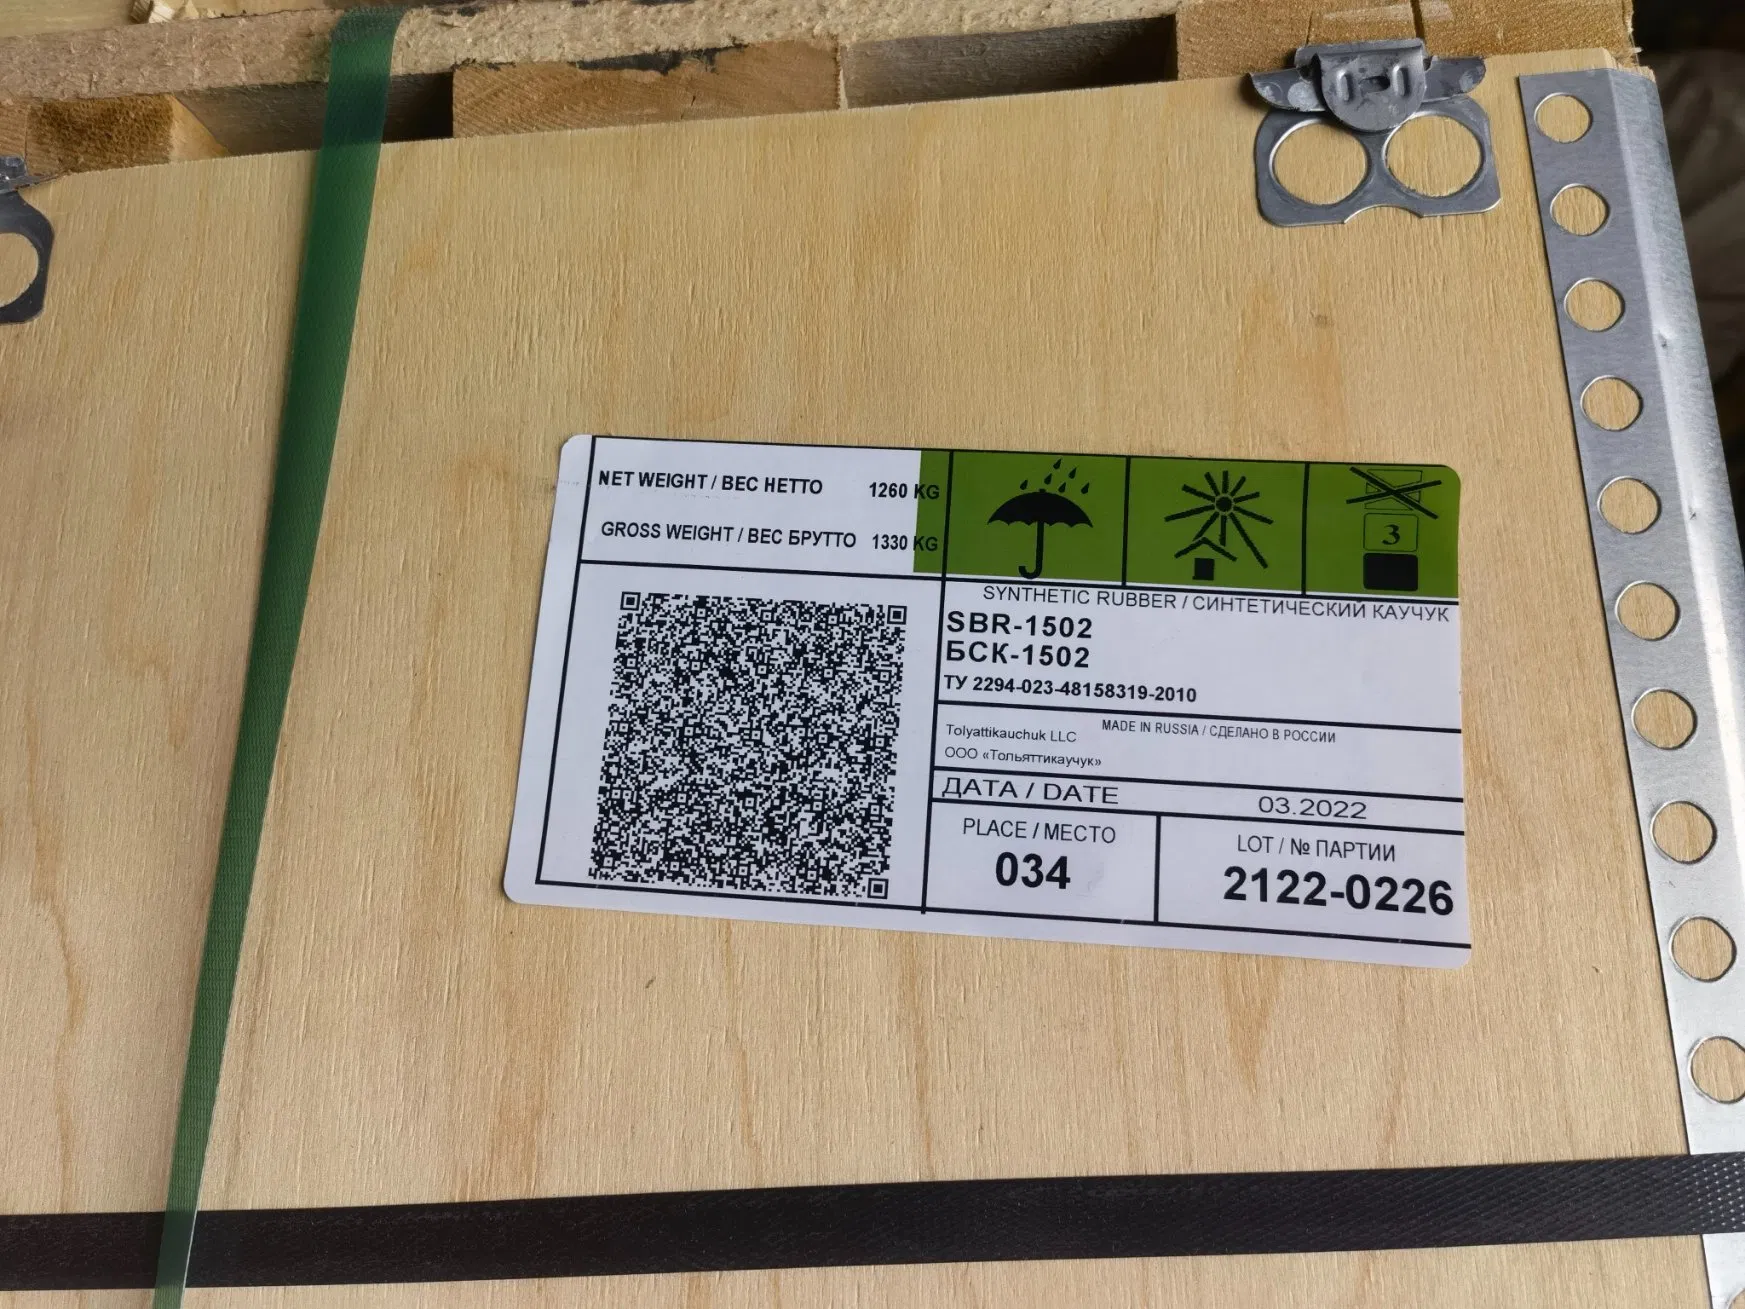 NET WEIGHT / ВЕС НЕТТО 1260 KG
GROSS WEIGHT / ВЕС БРУТТО 1330 KG
3
SYNTHETIC RUBBER / СИНТЕТИЧЕСКИЙ КАУЧУК
SBR-1502
БСК-1502
ТУ 2294-023-48158319-2010
MADE IN RUSSIA / СДЕЛАНО В РОССИИ
Tolyattikauchuk LLC
ООО «Тольяттикаучук»
ДАТА / DATE 03.2022
PLACE / МЕСТО
034
LOT / № ПАРТИИ
2122-0226